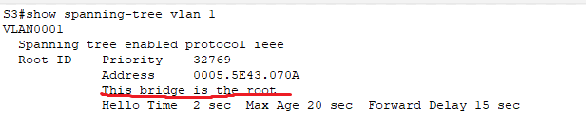 S3#show spanning-tree vlan 1
VLAN0001
Spanning tree enabled protocol ieee
Root ID Priority 32769
Address 0005.5E43.070A
This bridge is the root
Hello Time 2 sec Max Age 20 sec Forward Delay 15 sec